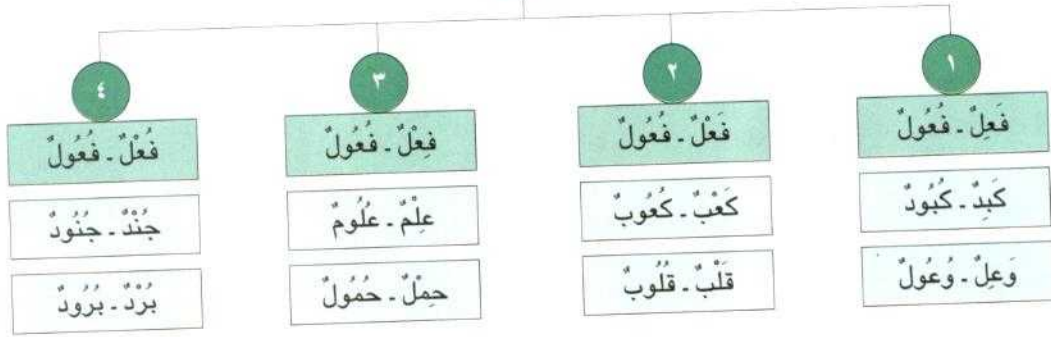 ١
٢
٣
٤
فَعِلٌ ـ فُعُولٌ
فَعْلٌ ـ فُعُولٌ
فِعْلٌ ـ فُعُولٌ
فُعْلٌ ـ فُعُولٌ
كَبِدٌ ـ كُبُودٌ
كَعْبٌ ـ كُعُوبٌ
عِلْمٌ ـ عُلُومٌ
جُنْدٌ ـ جُنُودٌ
وَعِلٌ ـ وُعُولٌ
قَلْبٌ ـ قُلُوبٌ
حِمْلٌ ـ حُمُولٌ
بُرْدٌ ـ بُرُودٌ